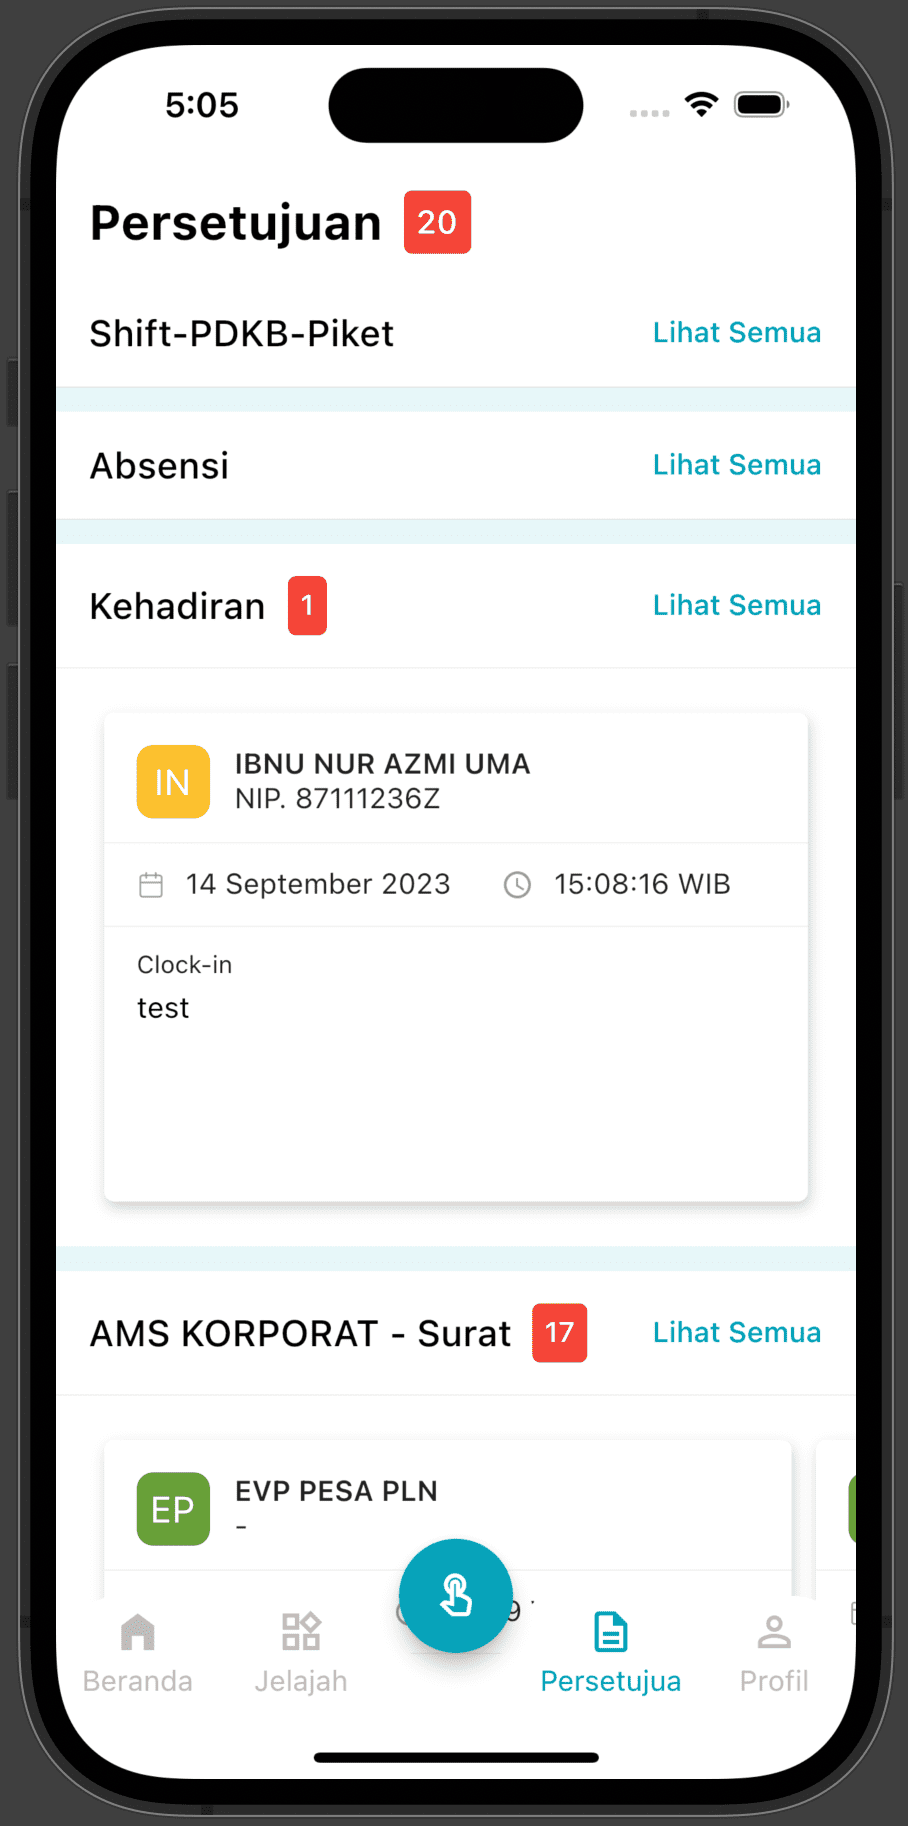 5:05
Persetujuan 20
Shift-PDKB-Piket Lihat Semua
Absensi Lihat Semua
Kehadiran 1 Lihat Semua
IN IBNU NUR AZMI UMA
NIP. 87111236Z
14 September 2023 15:08:16 WIB
Clock-in
test
AMS KORPORAT - Surat 17 Lihat Semua
EP EVP PESA PLN
-
9
Beranda Jelajah Persetujua Profil